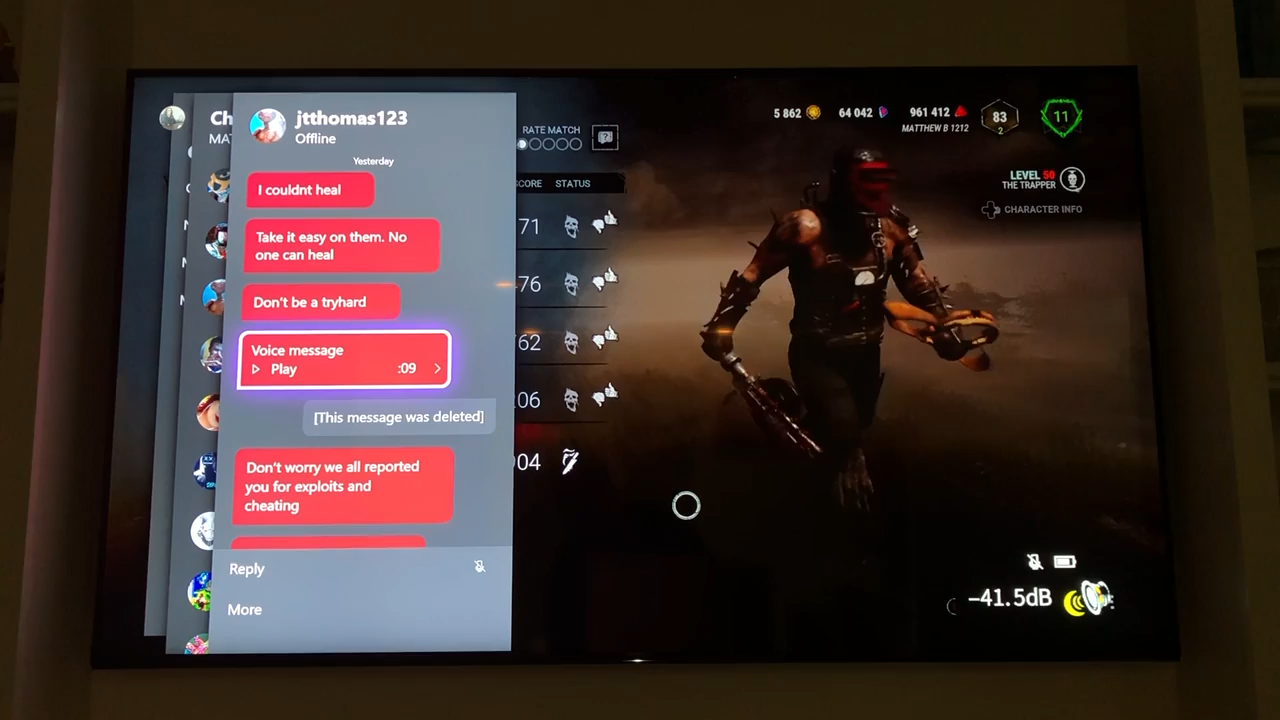 Ch
MAT
jtthomas123
Offline
Yesterday
I couldnt heal
Take it easy on them. No
one can heal
Don't be a tryhard
Voice message
Play :09
[This message was deleted]
Don't worry we all reported
you for exploits and
cheating
Reply
More
RATE MATCH
SCORE STATUS
71
76
62
06
04
5 862 64 042 961 412 83 11
2
MATTHEW B 1212
LEVEL 50
THE TRAPPER
CHARACTER INFO
-41.5dB